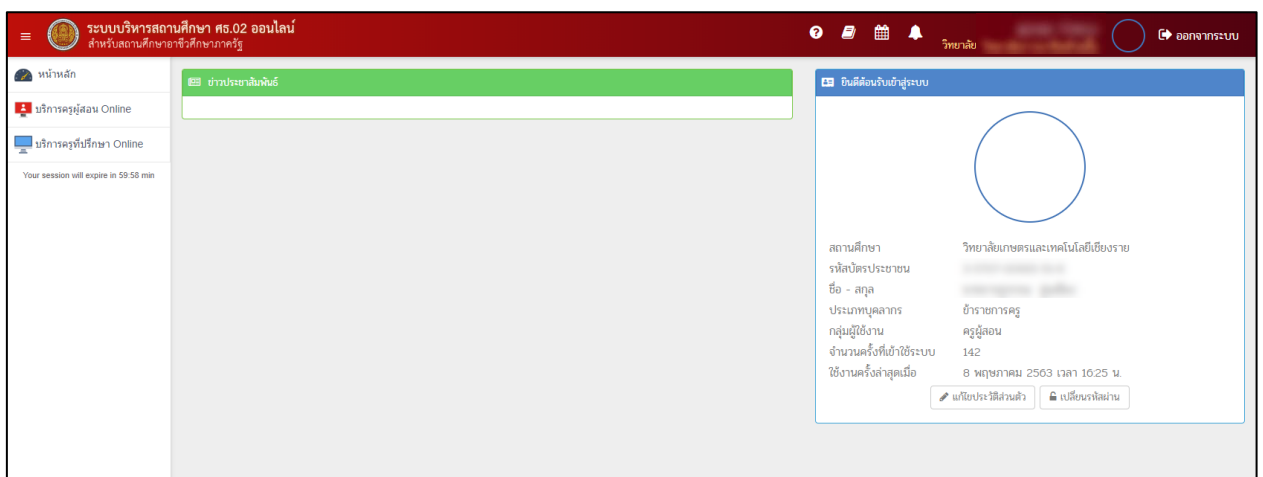 ระบบบริหารสถานศึกษา ศธ.02 ออนไลน์
สำหรับสถานศึกษาอาชีวศึกษาภาครัฐ
วิทยาลัย
ออกจากระบบ
หน้าหลัก
บริการครูผู้สอน Online
บริการครูที่ปรึกษา Online
Your session will expire in 59:58 min
ข่าวประชาสัมพันธ์
ยินดีต้อนรับเข้าสู่ระบบ
สถานศึกษา วิทยาลัยเกษตรและเทคโนโลยีเชียงราย
รหัสบัตรประชาชน
ชื่อ - สกุล
ประเภทบุคลากร ข้าราชการครู
กลุ่มผู้ใช้งาน ครูผู้สอน
จำนวนครั้งที่เข้าใช้ระบบ 142
ใช้งานครั้งล่าสุดเมื่อ 8 พฤษภาคม 2563 เวลา 16:25 น.
แก้ไขประวัติส่วนตัว เปลี่ยนรหัสผ่าน